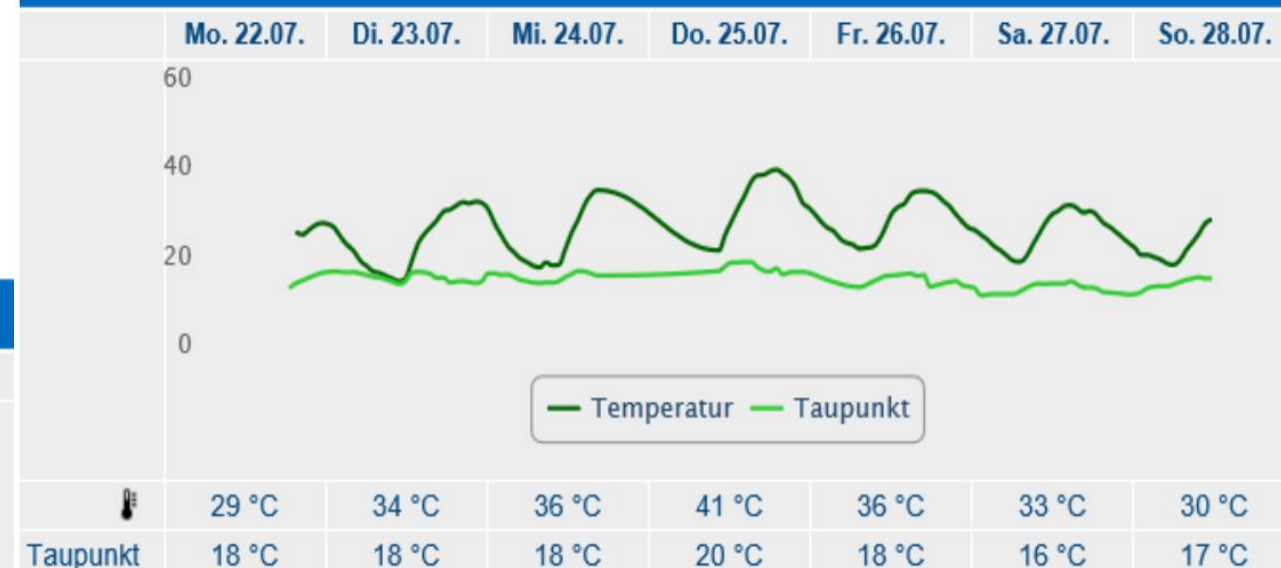 Mo. 22.07. Di. 23.07. Mi. 24.07. Do. 25.07. Fr. 26.07. Sa. 27.07. So. 28.07.
60
40
20
0
Temperatur Taupunkt
29 °C 34 °C 36 °C 41 °C 36 °C 33 °C 30 °C
Taupunkt 18 °C 18 °C 18 °C 20 °C 18 °C 16 °C 17 °C